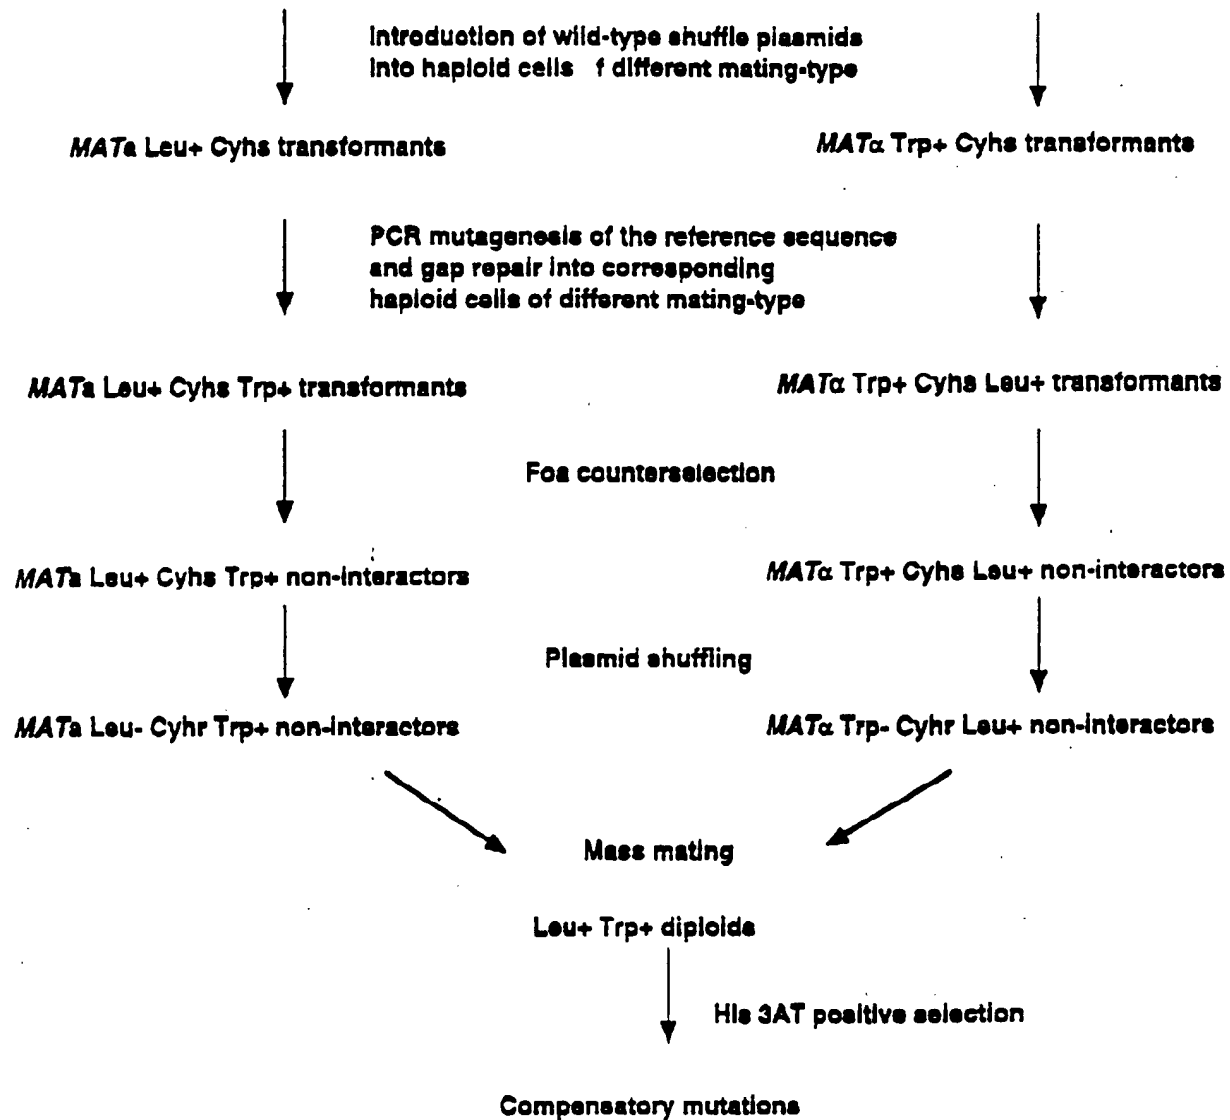 Introduction of wild-type shuffle plasmids
into haploid cells f different mating-type
MATa Leu+ Cyhs transformants
MATα Trp+ Cyhs transformants
PCR mutagenesis of the reference sequence
and gap repair into corresponding
haploid cells of different mating-type
MATa Leu+ Cyhs Trp+ transformants
MATα Trp+ Cyhs Leu+ transformants
Foa counterselection
MATa Leu+ Cyhs Trp+ non-interactors
MATα Trp+ Cyhs Leu+ non-interactors
Plasmid shuffling
MATa Leu- Cyhr Trp+ non-interactors
MATα Trp- Cyhr Leu+ non-interactors
Mass mating
Leu+ Trp+ diploids
His 3AT positive selection
Compensatory mutations